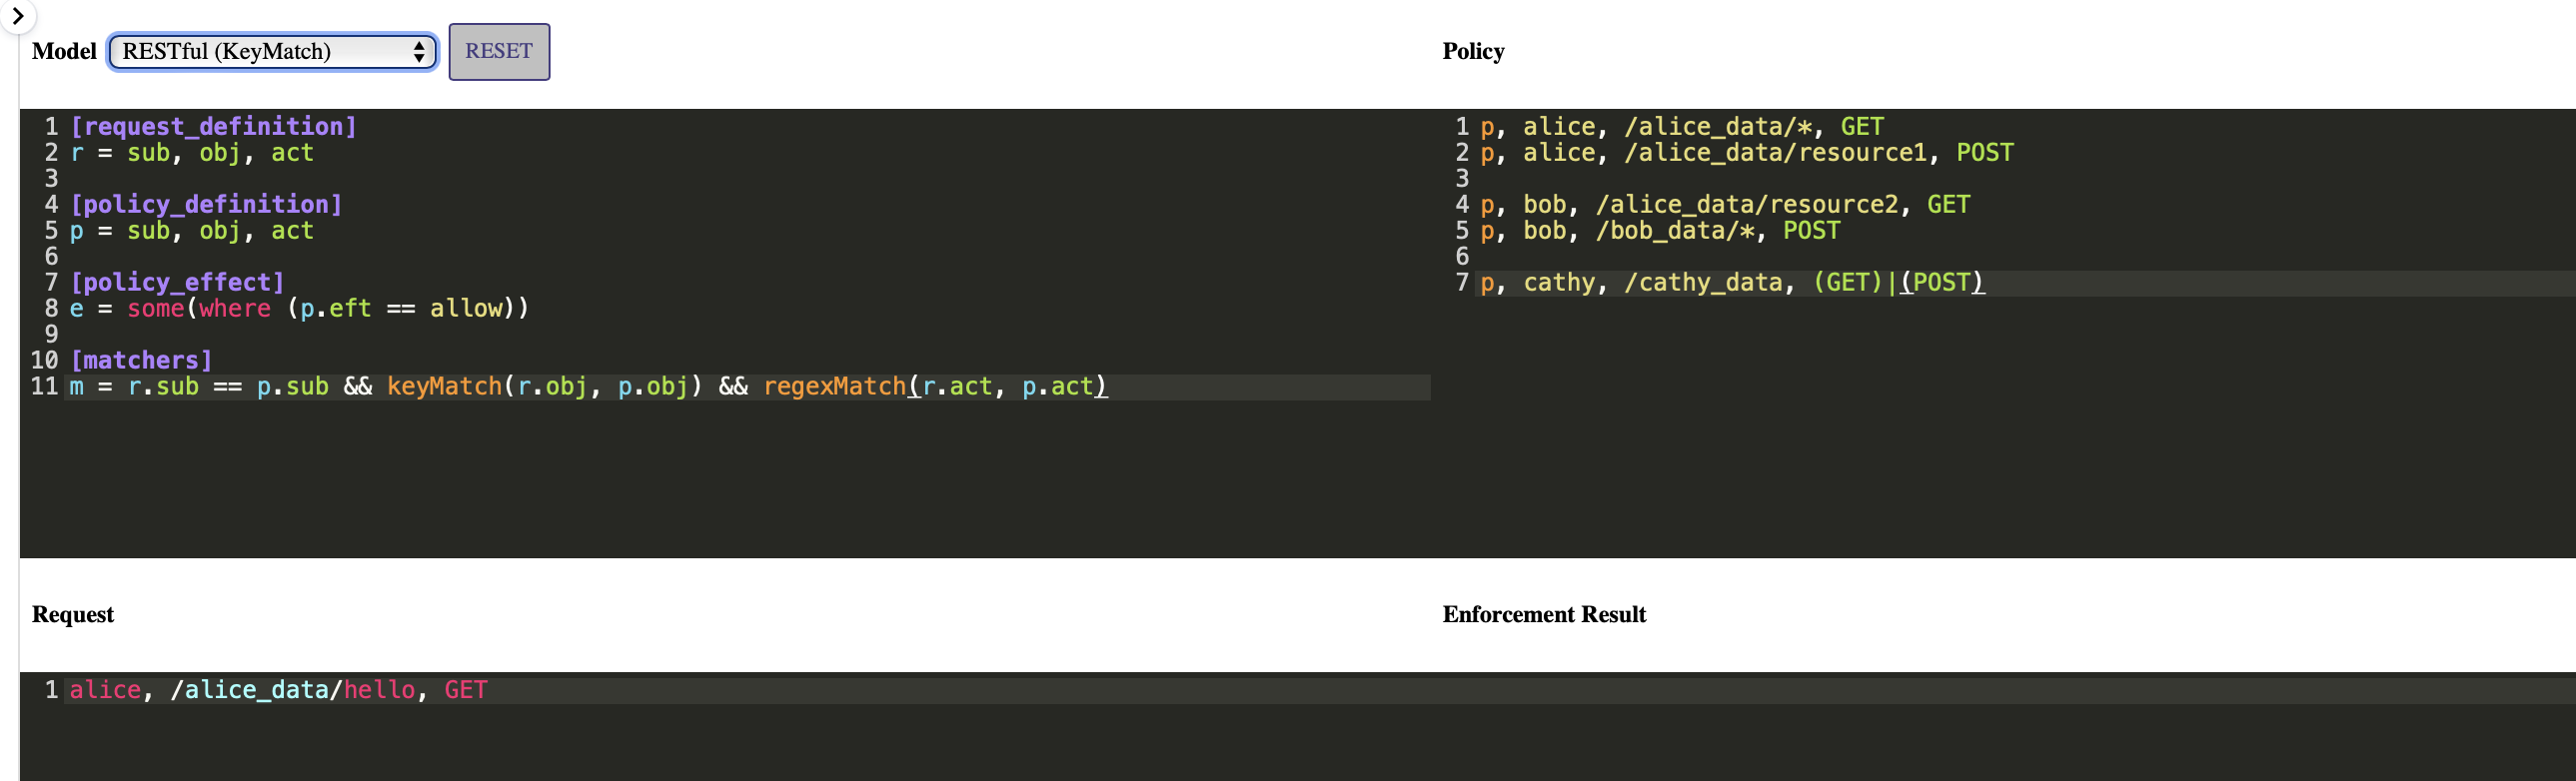 Model RESTful (KeyMatch) RESET
1 [request_definition]
2 r = sub, obj, act
3
4 [policy_definition]
5 p = sub, obj, act
6
7 [policy_effect]
8 e = some(where (p.eft == allow))
9
10 [matchers]
11 m = r.sub == p.sub && keyMatch(r.obj, p.obj) && regexMatch(r.act, p.act)
Policy
1 p, alice, /alice_data/*, GET
2 p, alice, /alice_data/resource1, POST
3
4 p, bob, /alice_data/resource2, GET
5 p, bob, /bob_data/*, POST
6
7 p, cathy, /cathy_data, (GET)|(POST)
Request
1 alice, /alice_data/hello, GET
Enforcement Result